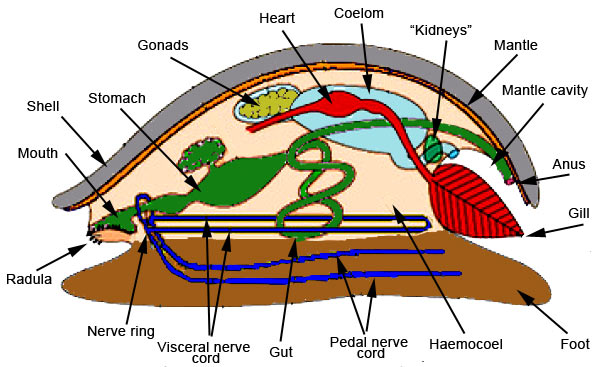 Heart
Coelom
“Kidneys”
Gonads
Mantle
Stomach
Mantle cavity
Shell
Mouth
Anus
Gill
Radula
Nerve ring
Visceral nerve
cord
Gut
Pedal nerve
cord
Haemocoel
Foot